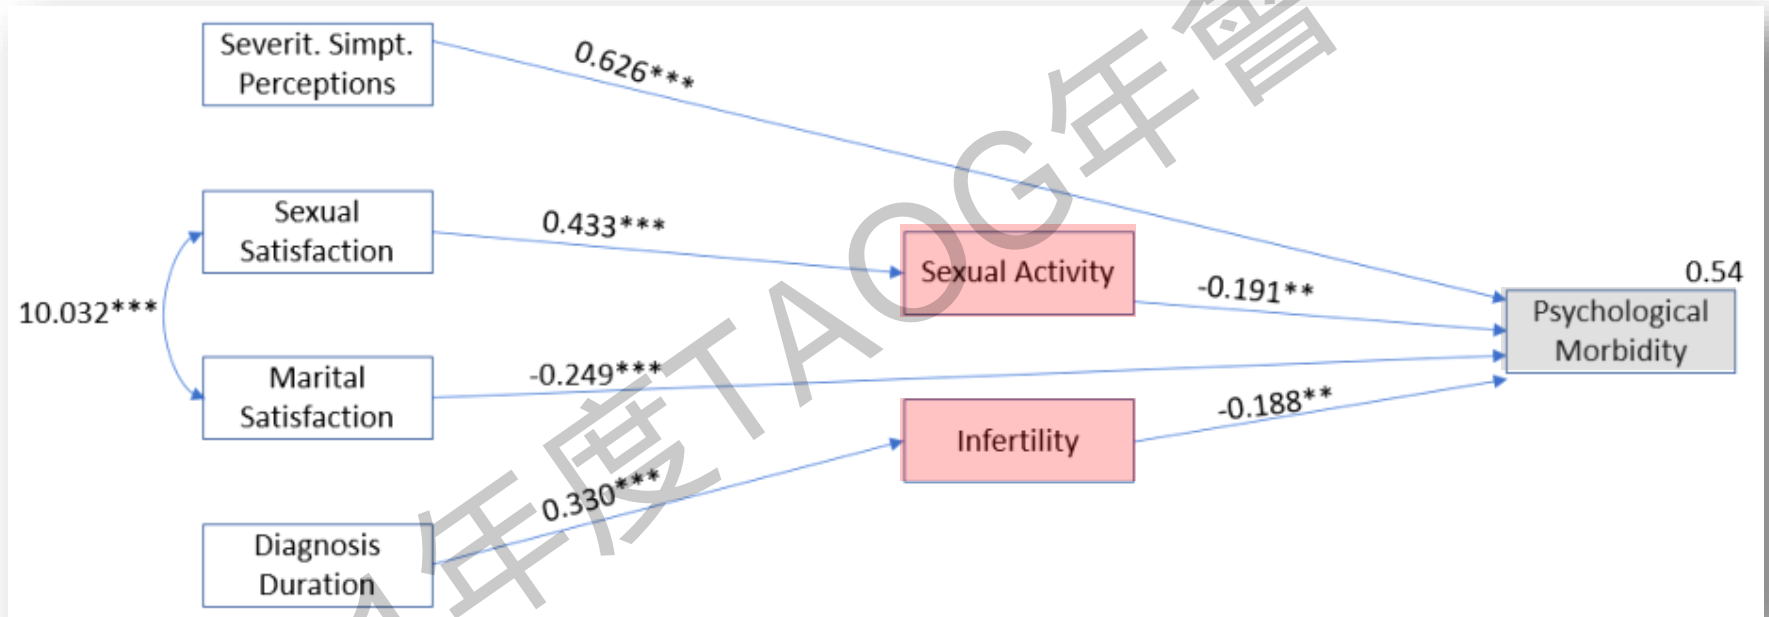 Severit. Simpt.
Perceptions
0.626***
Sexual
Satisfaction
0.433***
Sexual Activity
-0.191**
0.54
Psychological
Morbidity
10.032***
Marital
Satisfaction
-0.249***
Infertility
-0.188**
0.330***
Diagnosis
Duration
1年度TAOG年會